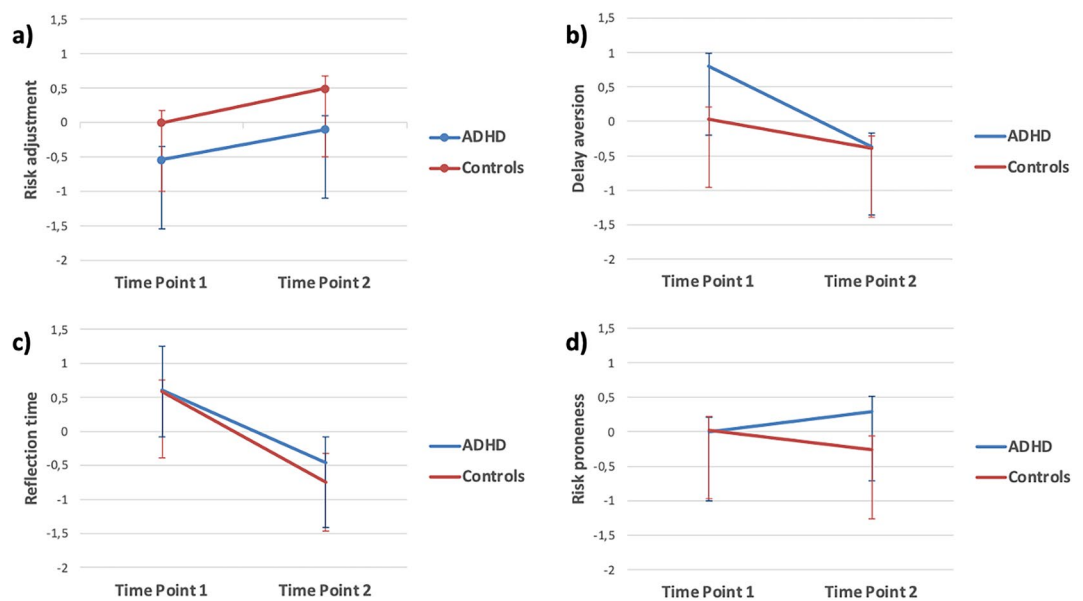 a)
Risk adjustment
1,5
1
0,5
0
-0,5
-1
-1,5
-2
Time Point 1
Time Point 2
ADHD
Controls
b)
Delay aversion
1,5
1
0,5
0
-0,5
-1
-1,5
-2
Time Point 1
Time Point 2
ADHD
Controls
c)
Reflection time
1,5
1
0,5
0
-0,5
-1
-1,5
-2
Time Point 1
Time Point 2
ADHD
Controls
d)
Risk proneness
1,5
1
0,5
0
-0,5
-1
-1,5
-2
Time Point 1
Time Point 2
ADHD
Controls